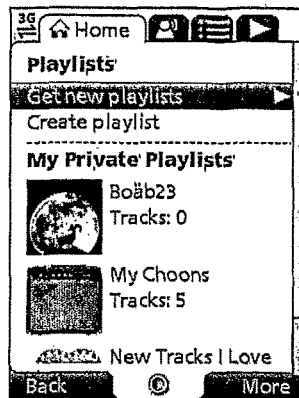 3G
Home
Playlists
Get new playlists
Create playlist
My Private Playlists
Boab23
Tracks: 0
My Choons
Tracks: 5
New Tracks I Love
Back More